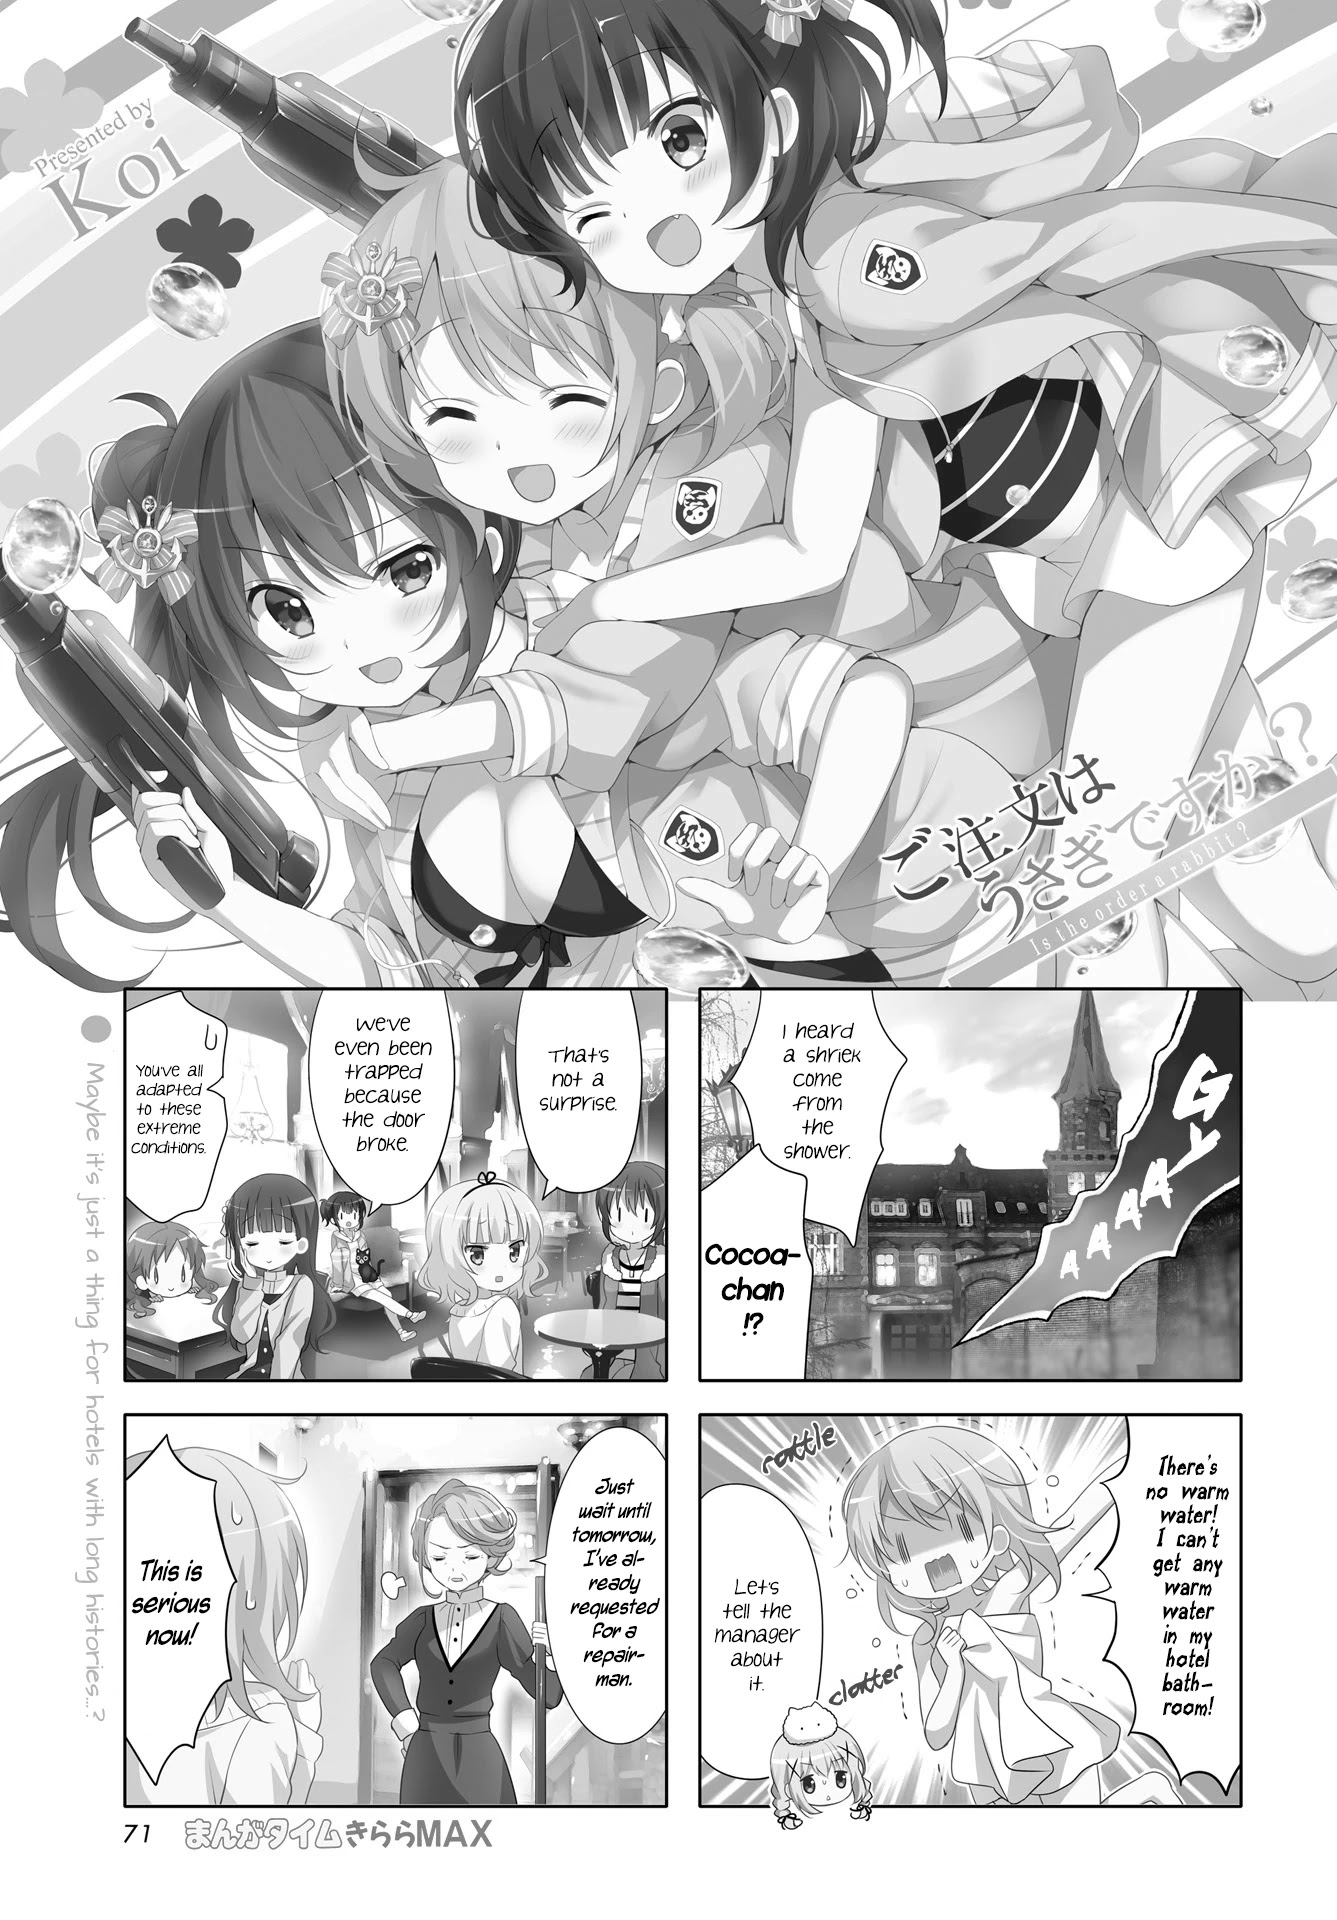 Presented by
Koi
ご注文は
うさぎですか?
Is the order a rabbit?
GY
AAAA
I heard
a shriek
come
from
the
shower.
Cocoa-
chan
!?
There's
no warm
water!
I can't
get any
warm
water
in my
hotel
bath-
room!
rattle
clatter
Let's
tell the
manager
about
it.
That's
not a
surprise.
We've
even been
trapped
because
the door
broke.
You've all
adapted
to these
extreme
conditions.
Just
wait until
tomorrow,
I've al-
ready
requested
for a
repair-
man.
This is
serious
now!
Maybe it's just a thing for hotels with long histories...?
71
まんがタイムきららMAX